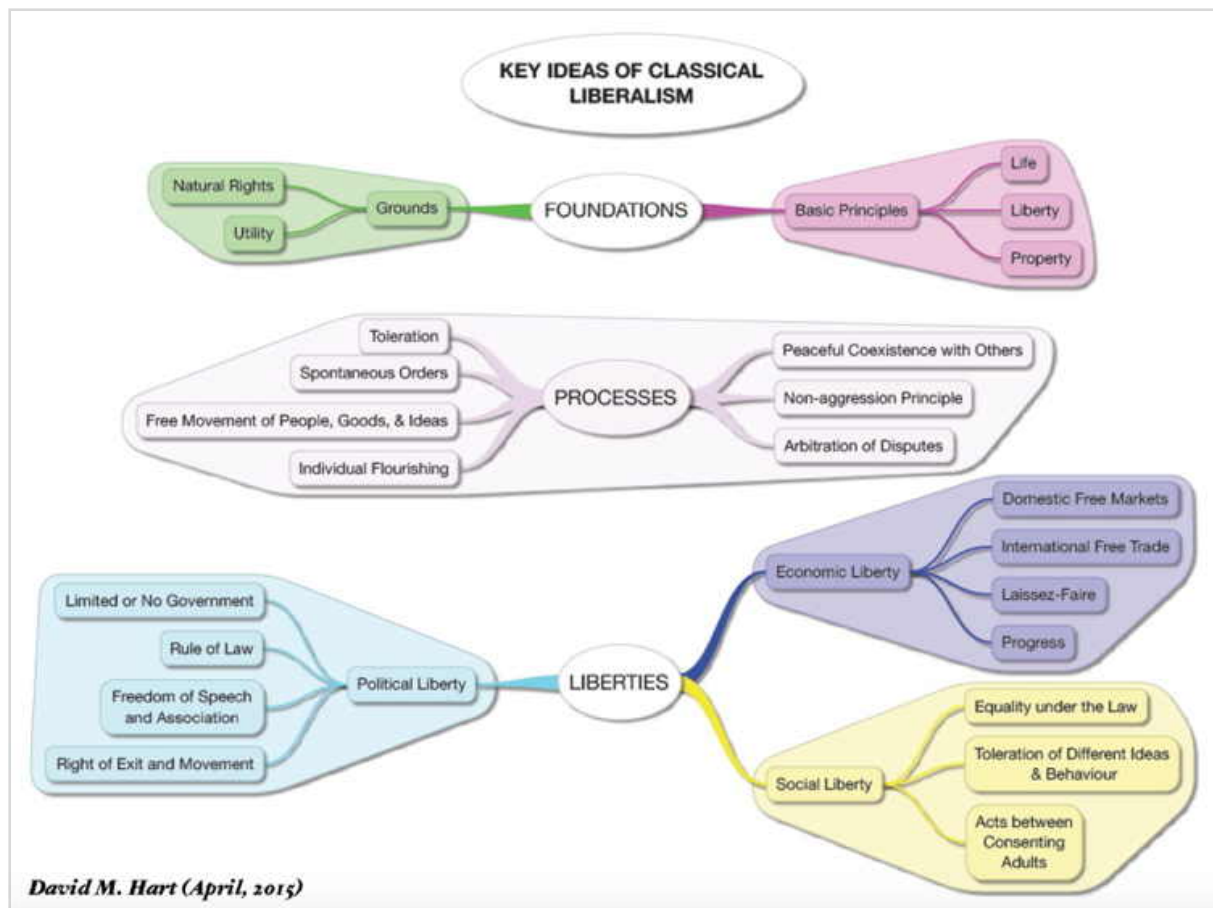 KEY IDEAS OF CLASSICAL
LIBERALISM
Natural Rights
Utility
Grounds
FOUNDATIONS
Basic Principles
Life
Liberty
Property
Toleration
Spontaneous Orders
Free Movement of People, Goods, & Ideas
Individual Flourishing
PROCESSES
Peaceful Coexistence with Others
Non-aggression Principle
Arbitration of Disputes
Limited or No Government
Rule of Law
Freedom of Speech
and Association
Right of Exit and Movement
Political Liberty
LIBERTIES
Economic Liberty
Domestic Free Markets
International Free Trade
Laissez-Faire
Progress
Social Liberty
Equality under the Law
Toleration of Different Ideas
& Behaviour
Acts between
Consenting
Adults
David M. Hart (April, 2015)